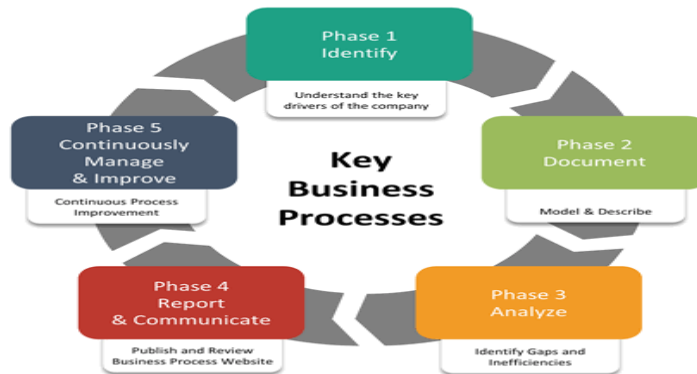 Phase 1
Identify
Understand the key
drivers of the company
Phase 2
Document
Model & Describe
Phase 3
Analyze
Identify Gaps and
Inefficiencies
Phase 4
Report
& Communicate
Publish and Review
Business Process Website
Phase 5
Continuously
Manage
& Improve
Continuous Process
Improvement
Key
Business
Processes